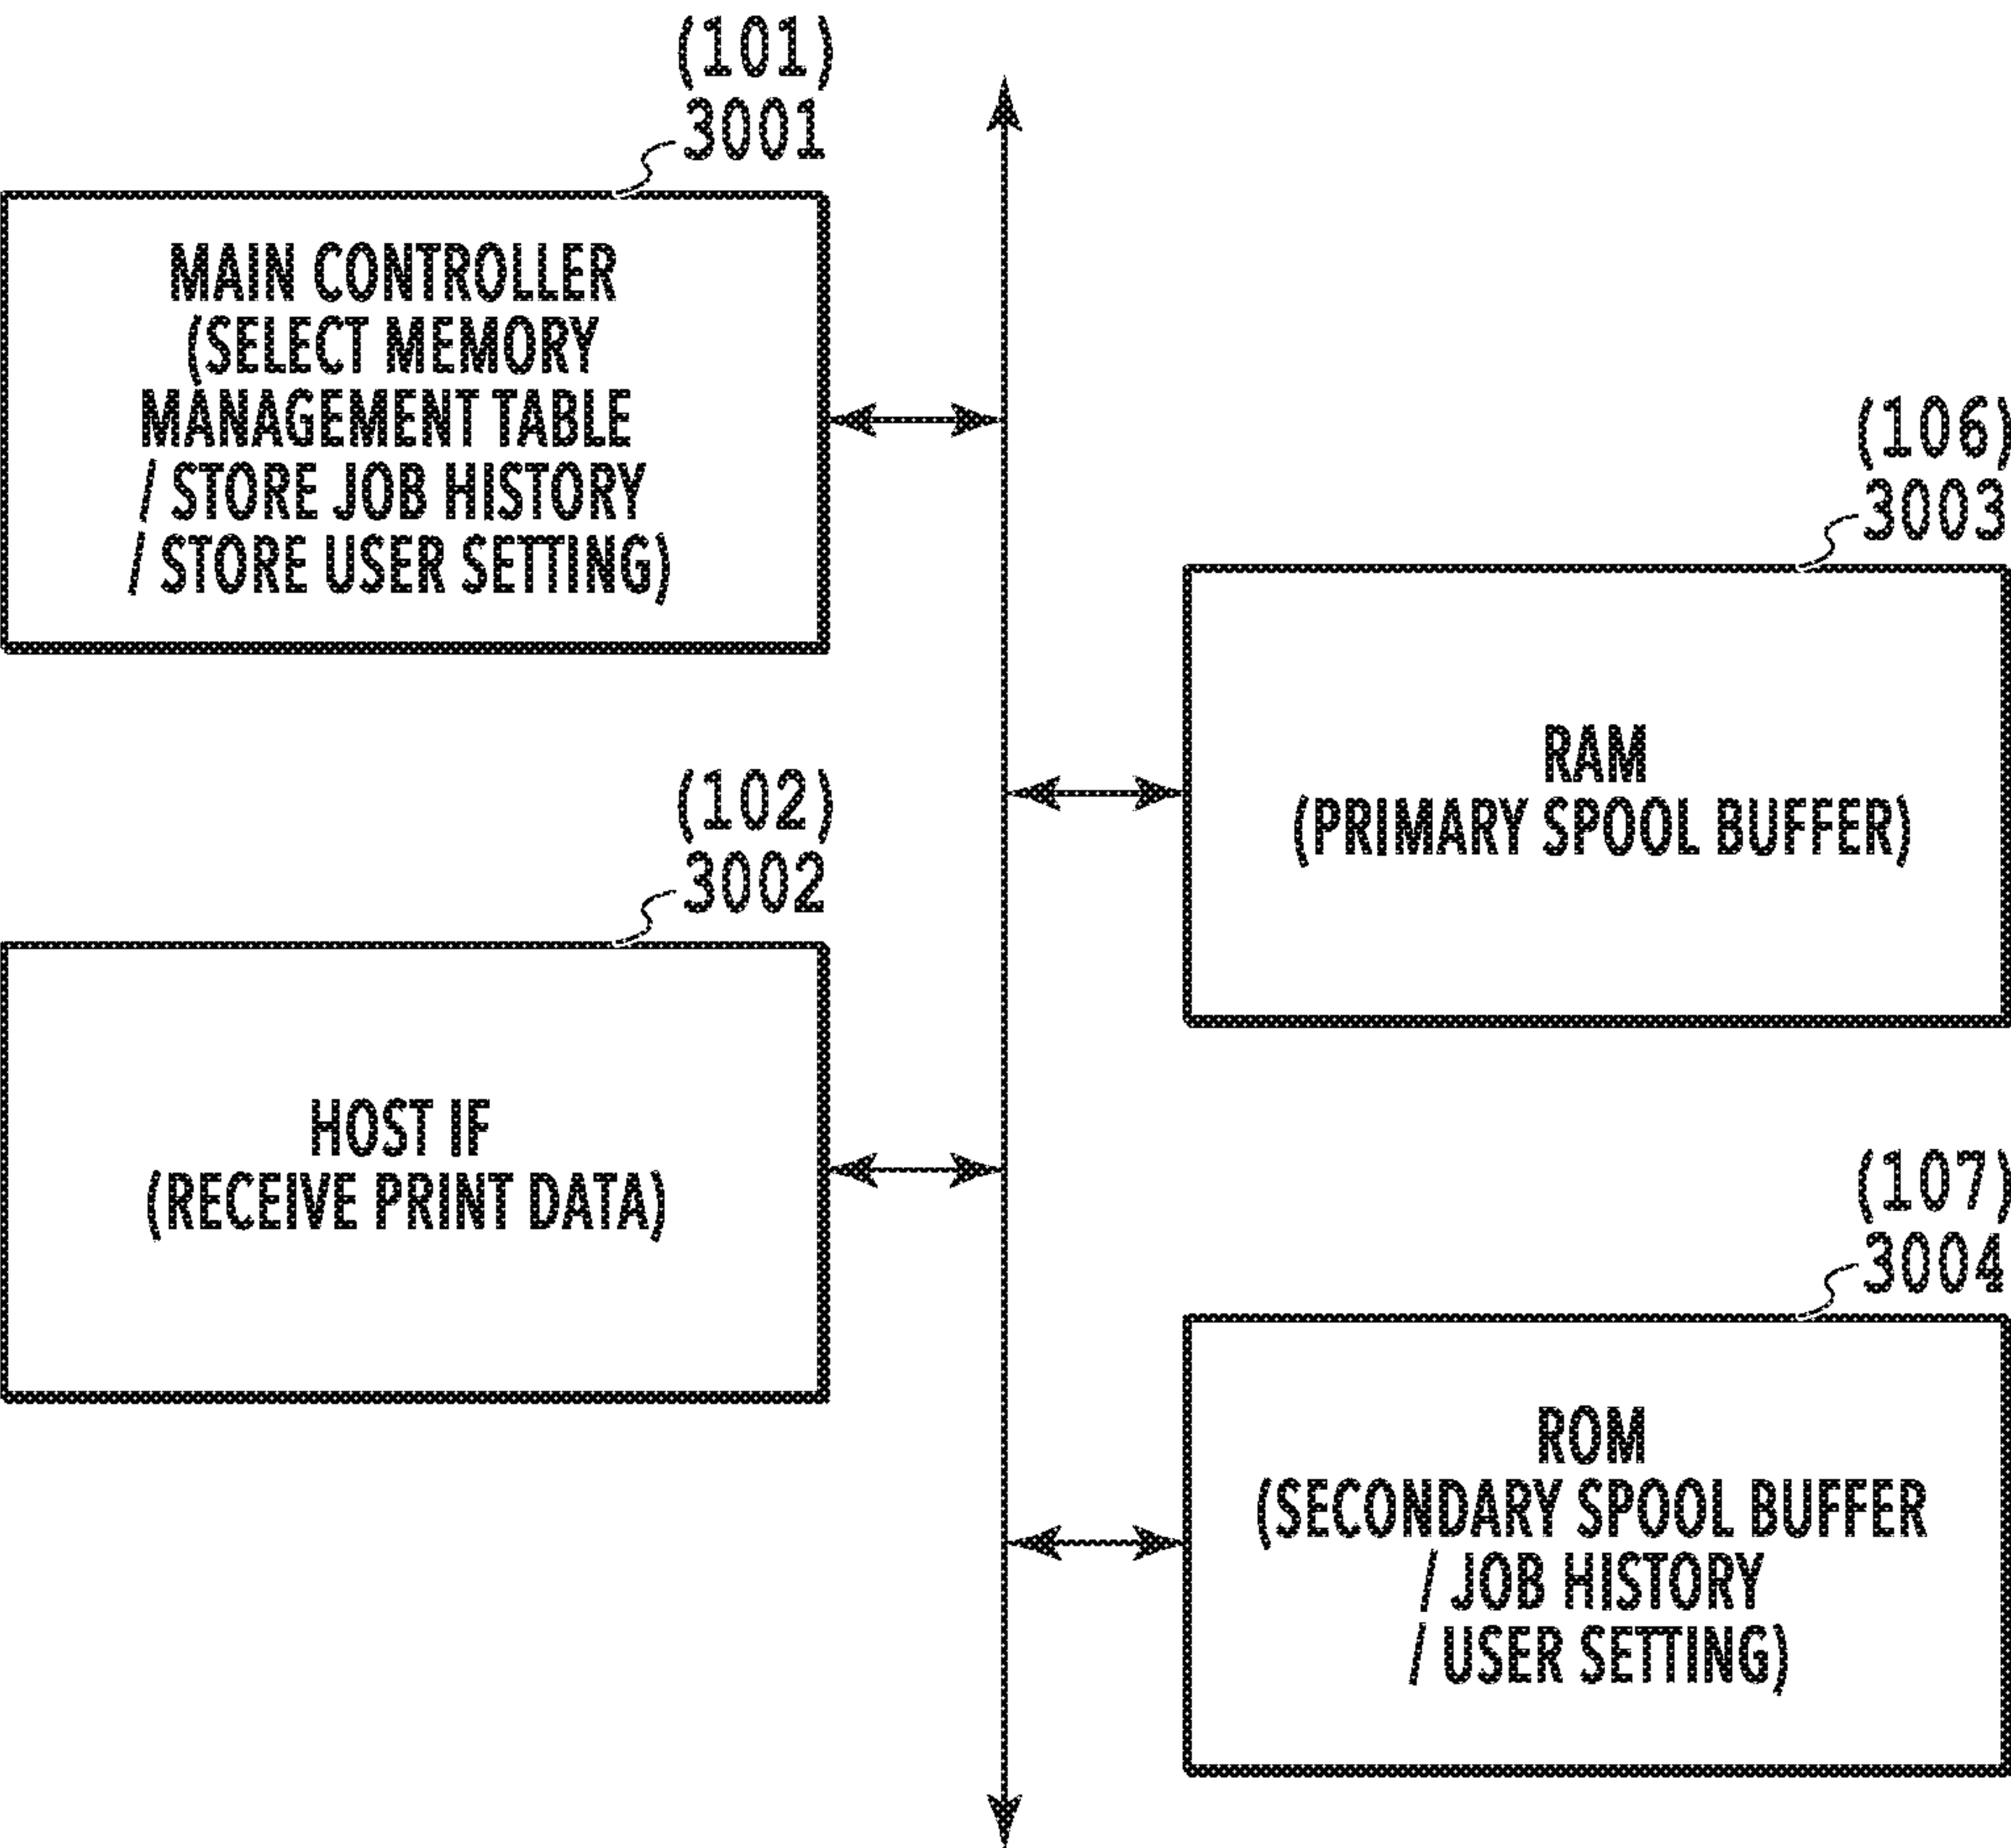 (101)
3001
MAIN CONTROLLER
(SELECT MEMORY
MANAGEMENT TABLE
/ STORE JOB HISTORY
/ STORE USER SETTING)
(106)
3003
RAM
(PRIMARY SPOOL BUFFER)
(102)
3002
HOST IF
(RECEIVE PRINT DATA)
(107)
3004
ROM
(SECONDARY SPOOL BUFFER
/ JOB HISTORY
/ USER SETTING)